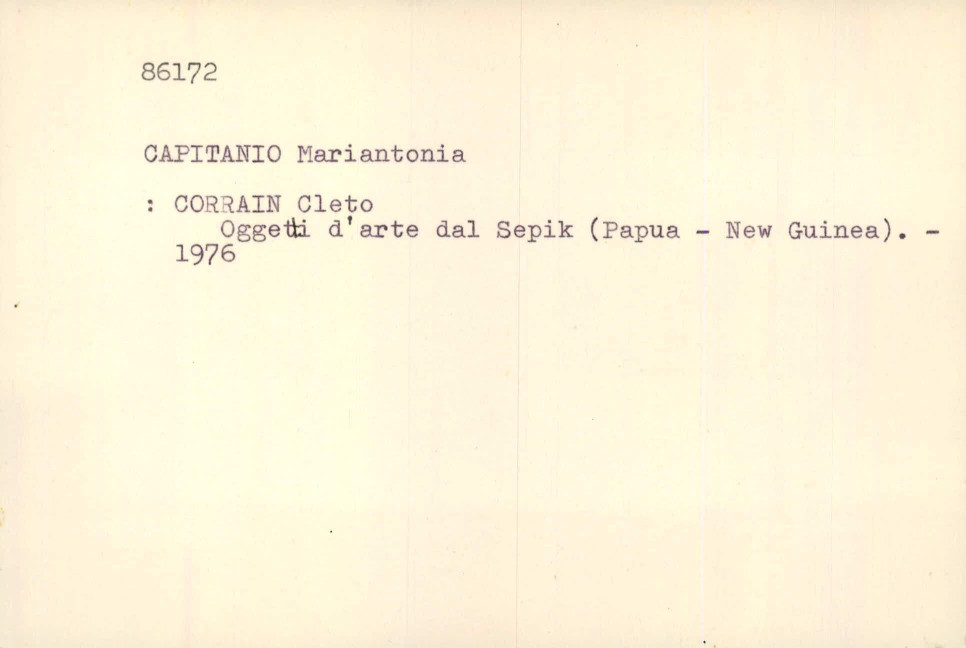 86172
CAPITANIO Mariantonia
: CORRAIN Cleto
Oggetti d'arte dal Sepik (Papua - New Guinea). -
1976